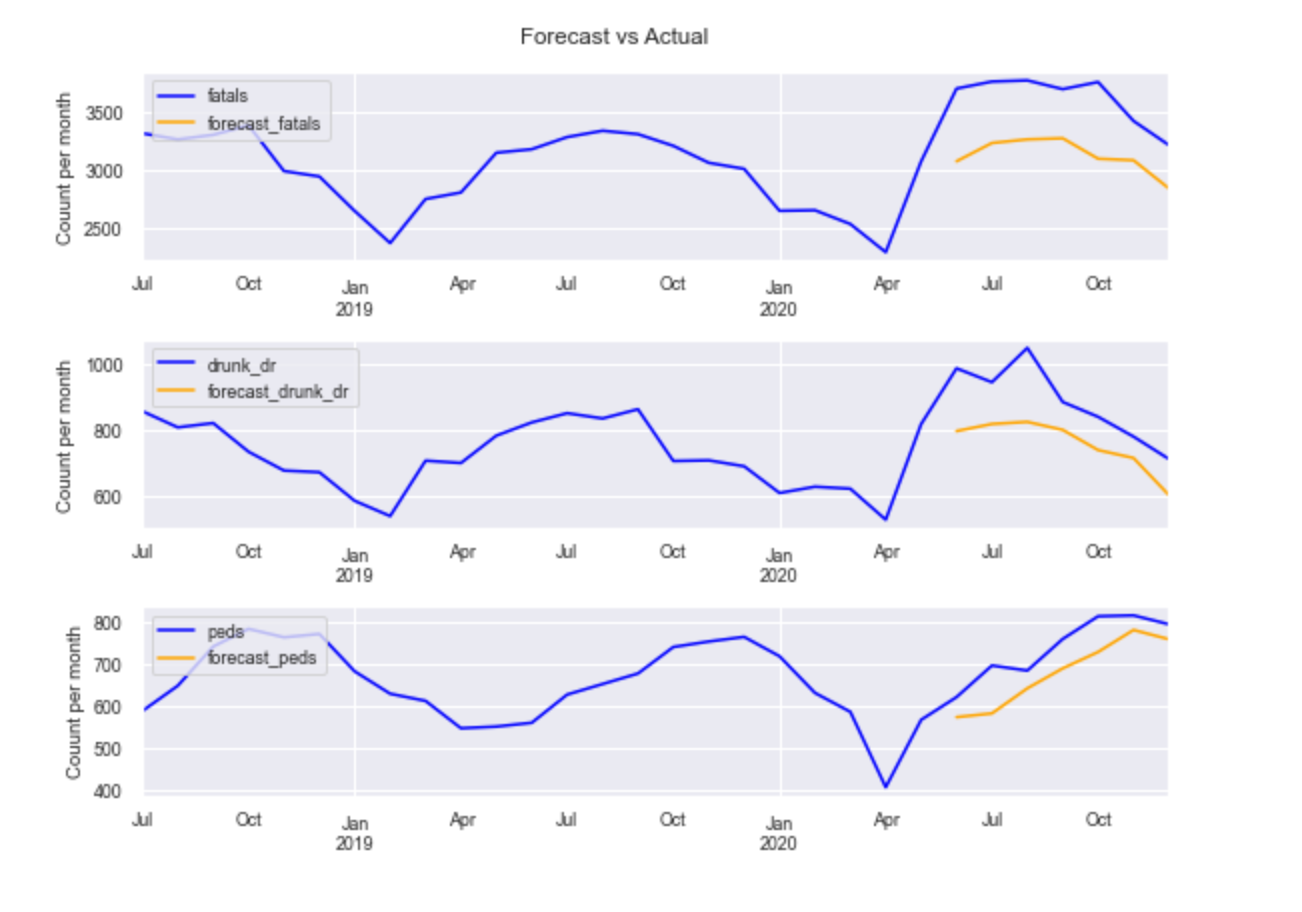 Forecast vs Actual
fatals
forecast_fatals
Couunt per month
3500
3000
2500
Jul Oct Jan Apr Jul Oct Jan Apr Jul Oct
2019 2020
drunk_dr
forecast_drunk_dr
Couunt per month
1000
800
600
Jul Oct Jan Apr Jul Oct Jan Apr Jul Oct
2019 2020
peds
forecast_peds
Couunt per month
800
700
600
500
400
Jul Oct Jan Apr Jul Oct Jan Apr Jul Oct
2019 2020